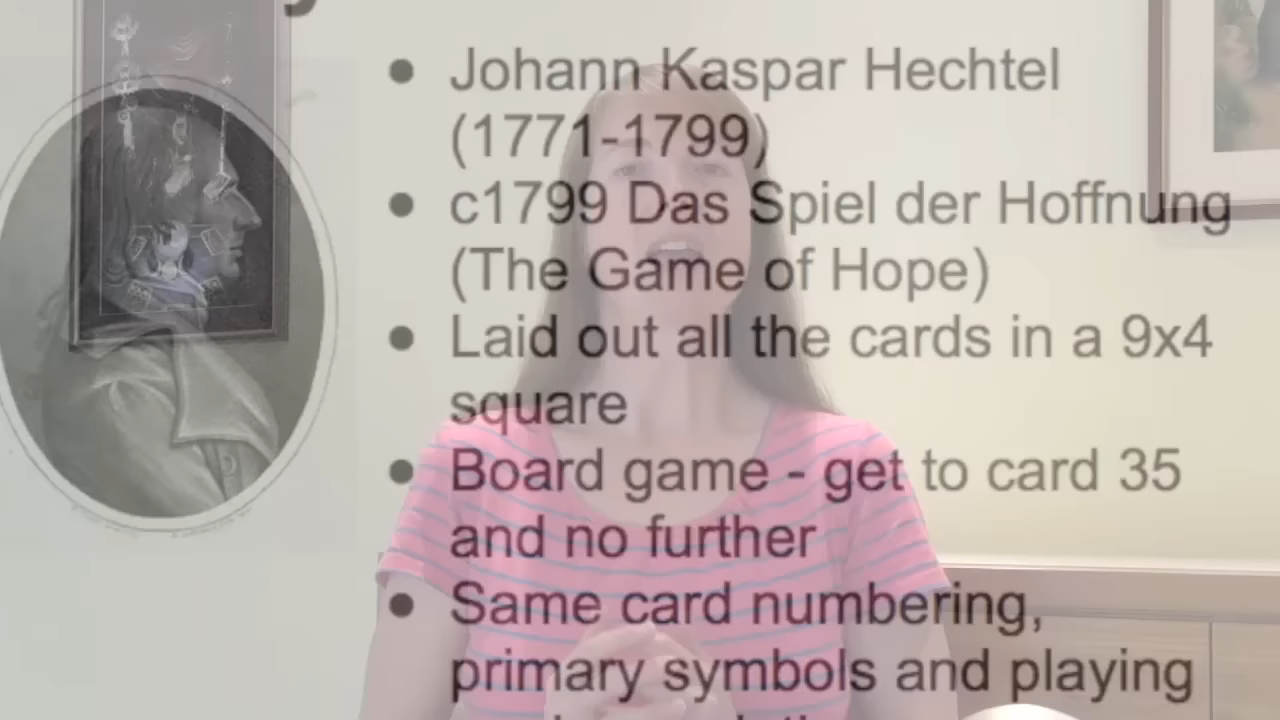 • Johann Kaspar Hechtel
(1771-1799)
• c1799 Das Spiel der Hoffnung
(The Game of Hope)
• Laid out all the cards in a 9x4
square
• Board game - get to card 35
and no further
• Same card numbering,
primary symbols and playing